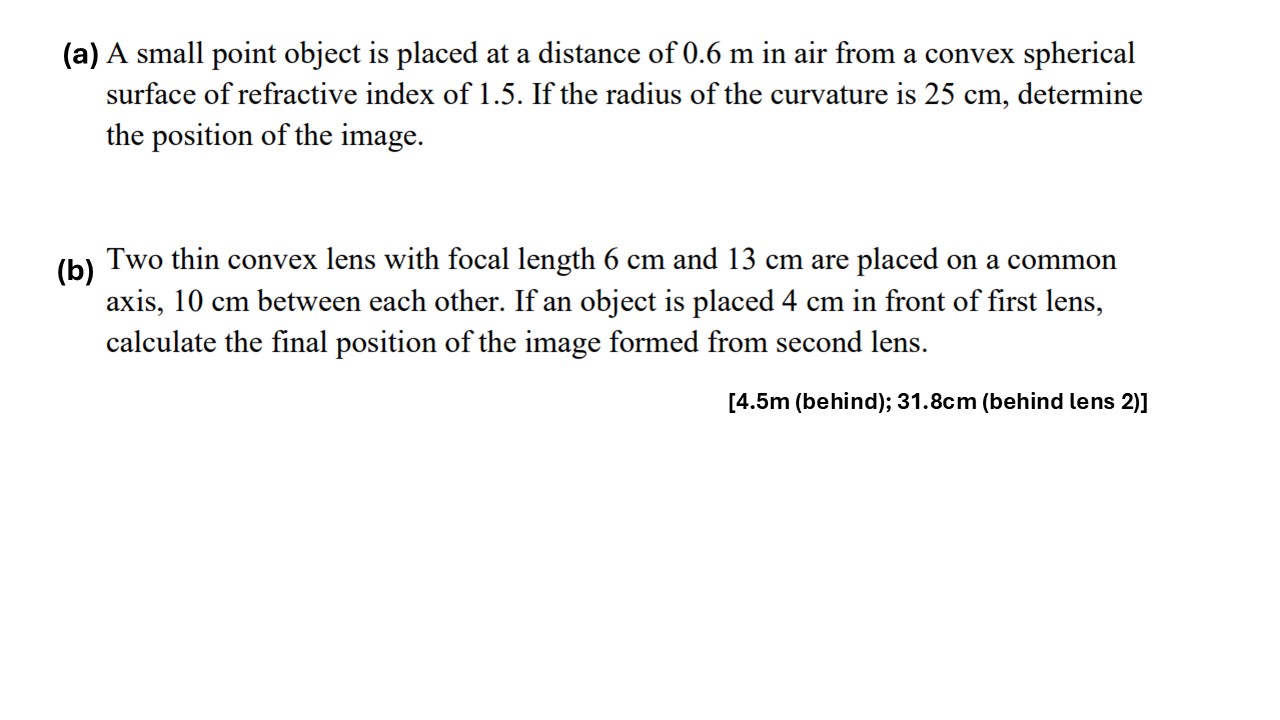 (a) A small point object is placed at a distance of 0.6 m in air from a convex spherical
surface of refractive index of 1.5. If the radius of the curvature is 25 cm, determine
the position of the image.
(b) Two thin convex lens with focal length 6 cm and 13 cm are placed on a common
axis, 10 cm between each other. If an object is placed 4 cm in front of first lens,
calculate the final position of the image formed from second lens.
[4.5m (behind); 31.8cm (behind lens 2)]